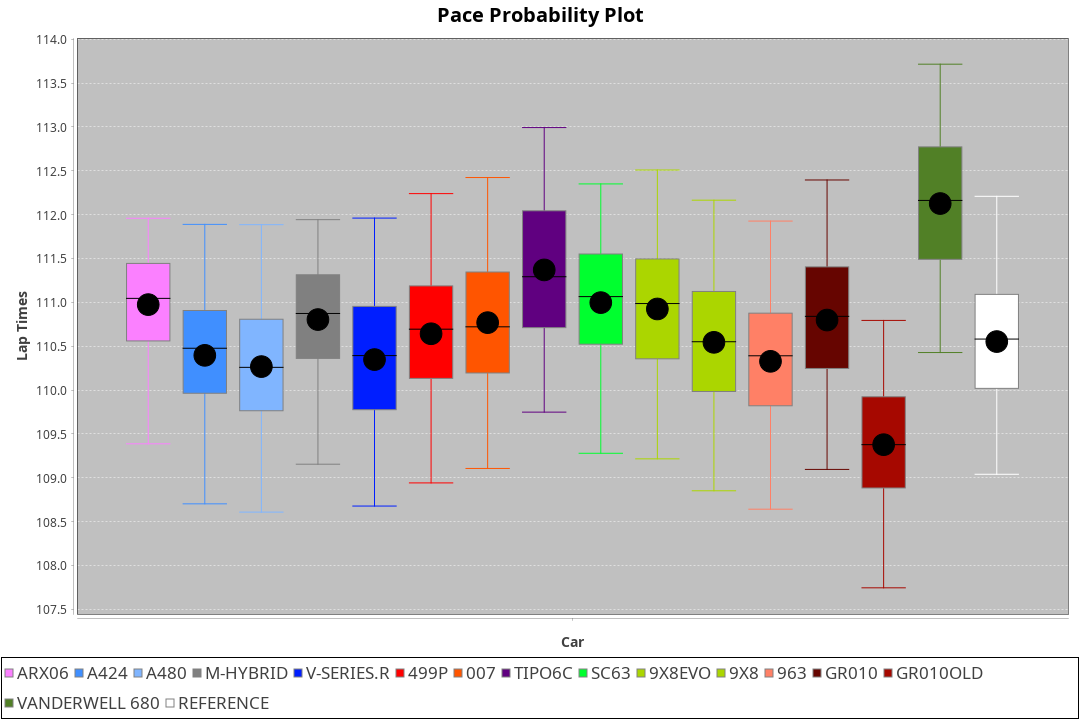 Pace Probability Plot
114.0
113.5
113.0
112.5
112.0
111.5
111.0
110.5
110.0
109.5
109.0
108.5
108.0
107.5
Lap Times
Car
ARX06 A424 A480 M-HYBRID V-SERIES.R 499P 007 TIPO6C SC63 9X8EVO 9X8 963 GR010 GR010OLD
VANDERWELL 680 REFERENCE